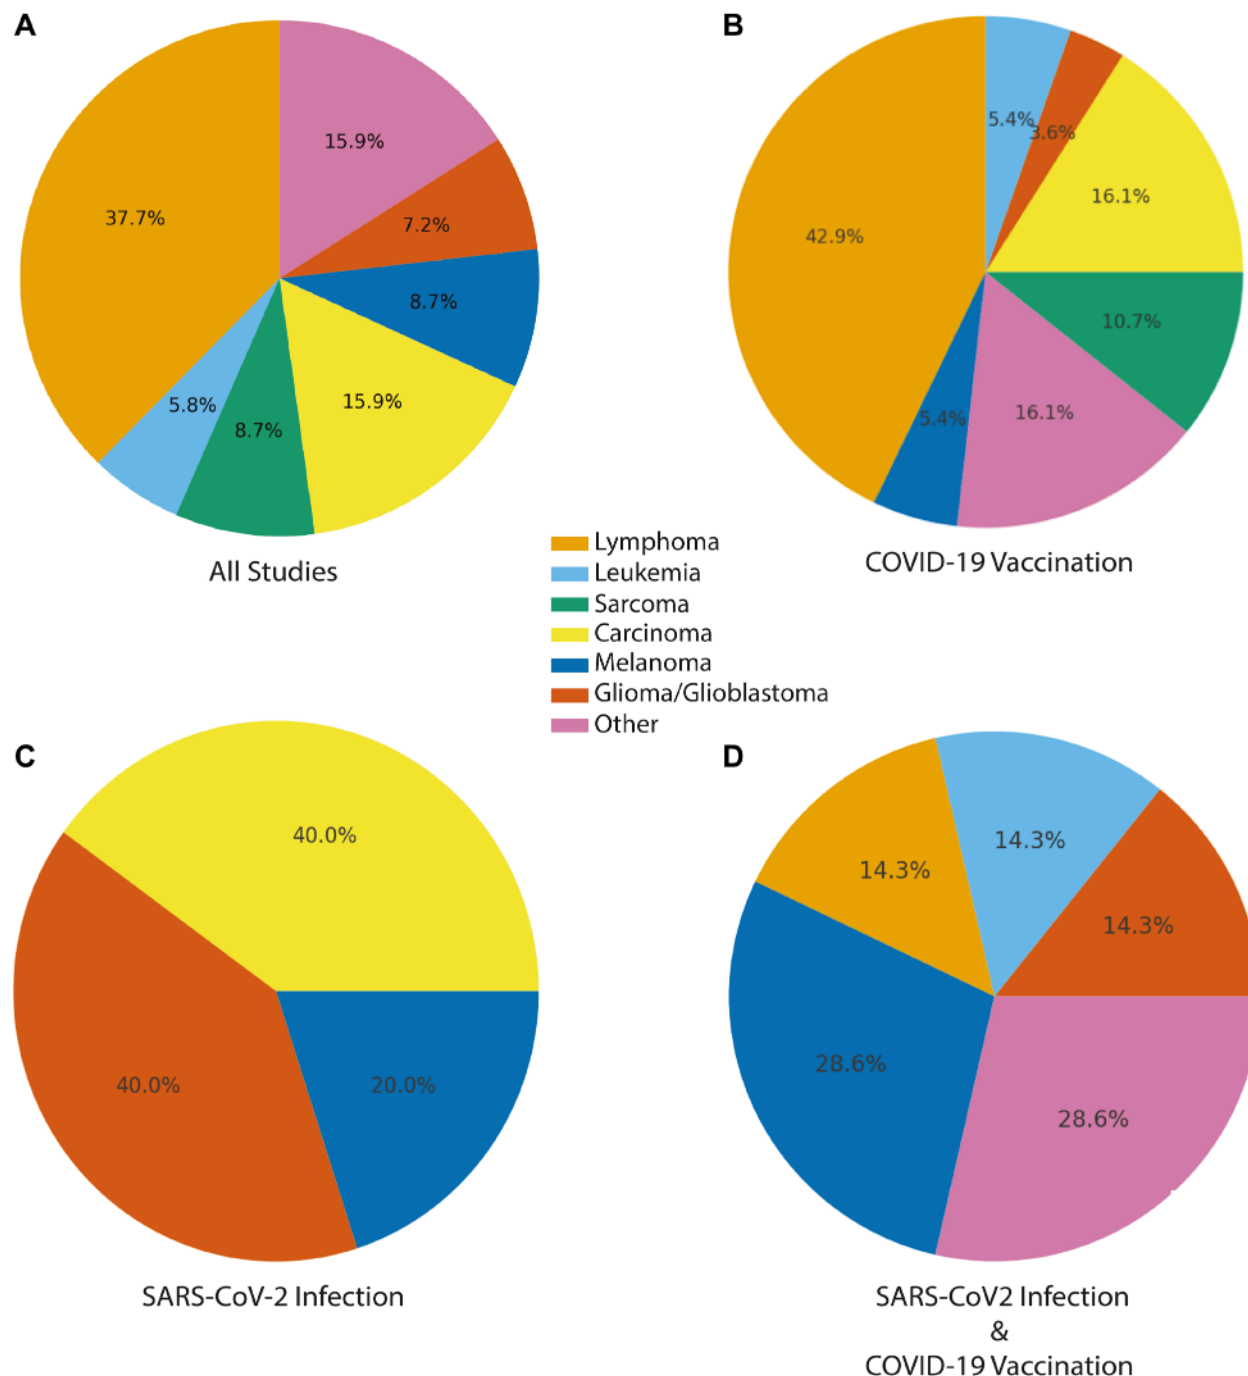 A
15.9%
7.2%
37.7%
8.7%
15.9%
5.8%
8.7%
All Studies
B
5.4%
3.6%
16.1%
42.9%
10.7%
16.1%
5.4%
COVID-19 Vaccination
Lymphoma
Leukemia
Sarcoma
Carcinoma
Melanoma
Glioma/Glioblastoma
Other
C
40.0%
40.0%
20.0%
SARS-CoV-2 Infection
D
14.3%
14.3%
14.3%
28.6%
28.6%
SARS-CoV2 Infection
&
COVID-19 Vaccination